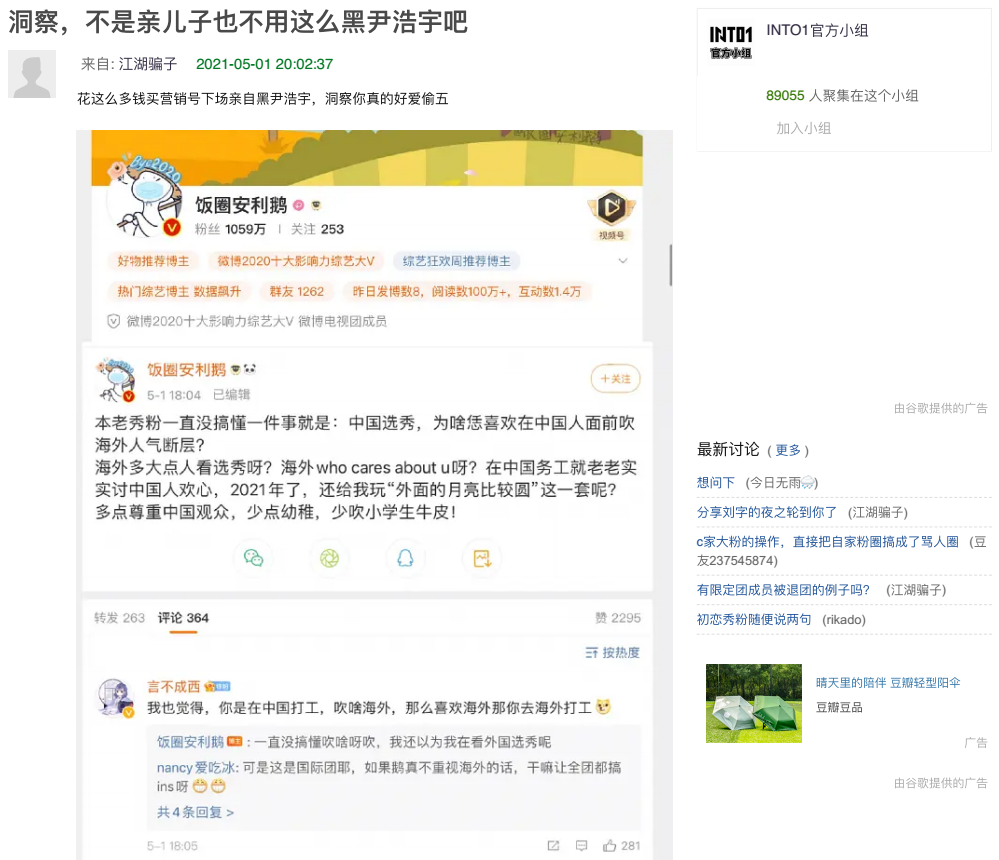 洞察，不是亲儿子也不用这么黑尹浩宇吧
来自: 江湖骗子 2021-05-01 20:02:37
花这么多钱买营销号下场亲自黑尹浩宇，洞察你真的好爱偷五
Bye2020
饭圈安利鹅
粉丝 1059万 | 关注 253
视频号
好物推荐博主 微博2020十大影响力综艺大V 综艺狂欢周推荐博主
热门综艺博主 数据飙升 群友 1262 昨日发博数8，阅读数100万+，互动数1.4万
微博2020十大影响力综艺大V 微博电视团成员
饭圈安利鹅
5-1 18:04 已编辑
+关注
本老秀粉一直没搞懂一件事就是：中国选秀，为啥恁喜欢在中国人面前吹
海外人气断层？
海外多大点人看选秀呀？海外who cares about u呀？在中国务工就老老实
实讨中国人欢心，2021年了，还给我玩“外面的月亮比较圆”这一套呢？
多点尊重中国观众，少点幼稚，少吹小学生牛皮！
转发 263 评论 364 赞 2295
按热度
言不成西
我也觉得，你是在中国打工，吹啥海外，那么喜欢海外那你去海外打工
饭圈安利鹅 博主 : 一直没搞懂吹啥呀吹，我还以为我在看外国选秀呢
nancy爱吃冰: 可是这是国际团耶，如果鹅真不重视海外的话，干嘛让全团都搞
ins呀
共4条回复 >
5-1 18:05 281
INTO1
官方小组
INTO1官方小组
89055 人聚集在这个小组
加入小组
由谷歌提供的广告
最新讨论 ( 更多 )
想问下 (今日无雨🌧)
分享刘字的夜之轮到你了 (江湖骗子)
c家大粉的操作，直接把自家粉圈搞成了骂人圈 (豆
友237545874)
有限定团成员被退团的例子吗？ (江湖骗子)
初恋秀粉随便说两句 (rikado)
晴天里的陪伴 豆瓣轻型阳伞
豆瓣豆品
广告
由谷歌提供的广告